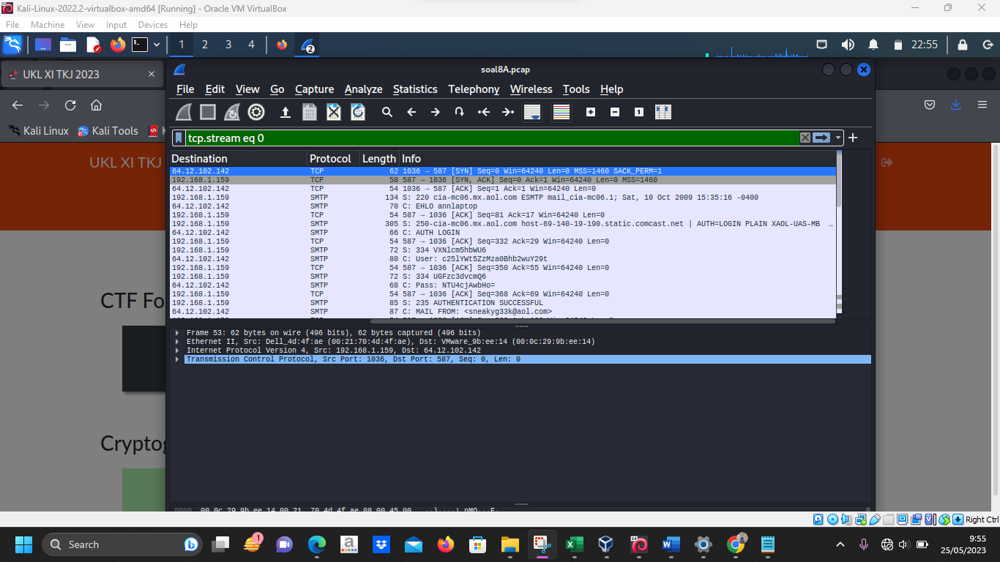 Kali-Linux-2022.2-virtualbox-amd64 [Running] - Oracle VM VirtualBox
File Machine View Input Devices Help
1 2 3 4 2 22:55
UKL XI TKJ 2023
soal8A.pcap
File Edit View Go Capture Analyze Statistics Telephony Wireless Tools Help
Kali Linux Kali Tools
tcp.stream eq 0
UKL XI TKJ
Destination Protocol Length Info
64.12.102.142 TCP 62 1036 → 587 [SYN] Seq=0 Win=64240 Len=0 MSS=1460 SACK_PERM=1
192.168.1.159 TCP 58 587 → 1036 [SYN, ACK] Seq=0 Ack=1 Win=64240 Len=0 MSS=1460
64.12.102.142 TCP 54 1036 → 587 [ACK] Seq=1 Ack=1 Win=64240 Len=0
192.168.1.159 SMTP 134 S: 220 cia-mc06.mx.aol.com ESMTP mail_cia-mc06.1; Sat, 10 Oct 2009 15:35:16 -0400
64.12.102.142 SMTP 70 C: EHLO annlaptop
192.168.1.159 TCP 54 587 → 1036 [ACK] Seq=81 Ack=17 Win=64240 Len=0
192.168.1.159 SMTP 305 S: 250-cia-mc06.mx.aol.com host-69-140-19-190.static.comcast.net | AUTH=LOGIN PLAIN XAOL-UAS-MB …
64.12.102.142 SMTP 66 C: AUTH LOGIN
192.168.1.159 TCP 54 587 → 1036 [ACK] Seq=332 Ack=29 Win=64240 Len=0
192.168.1.159 SMTP 72 S: 334 VXNlcm5hbWU6
64.12.102.142 SMTP 80 C: User: c25lYWt5ZzMza0Bhb2wuY29t
192.168.1.159 TCP 54 587 → 1036 [ACK] Seq=350 Ack=55 Win=64240 Len=0
192.168.1.159 SMTP 72 S: 334 UGFzc3dvcmQ6
64.12.102.142 SMTP 68 C: Pass: NTU4cjAwbHo=
192.168.1.159 TCP 54 587 → 1036 [ACK] Seq=368 Ack=69 Win=64240 Len=0
192.168.1.159 SMTP 85 S: 235 AUTHENTICATION SUCCESSFUL
64.12.102.142 SMTP 87 C: MAIL FROM: <sneakyg33k@aol.com>
CTF Fo
Frame 53: 62 bytes on wire (496 bits), 62 bytes captured (496 bits)
Ethernet II, Src: Dell_4d:4f:ae (00:21:70:4d:4f:ae), Dst: VMware_9b:ee:14 (00:0c:29:9b:ee:14)
Internet Protocol Version 4, Src: 192.168.1.159, Dst: 64.12.102.142
Transmission Control Protocol, Src Port: 1036, Dst Port: 587, Seq: 0, Len: 0
Cryptog
Right Ctrl
Search
1
9:55
25/05/2023